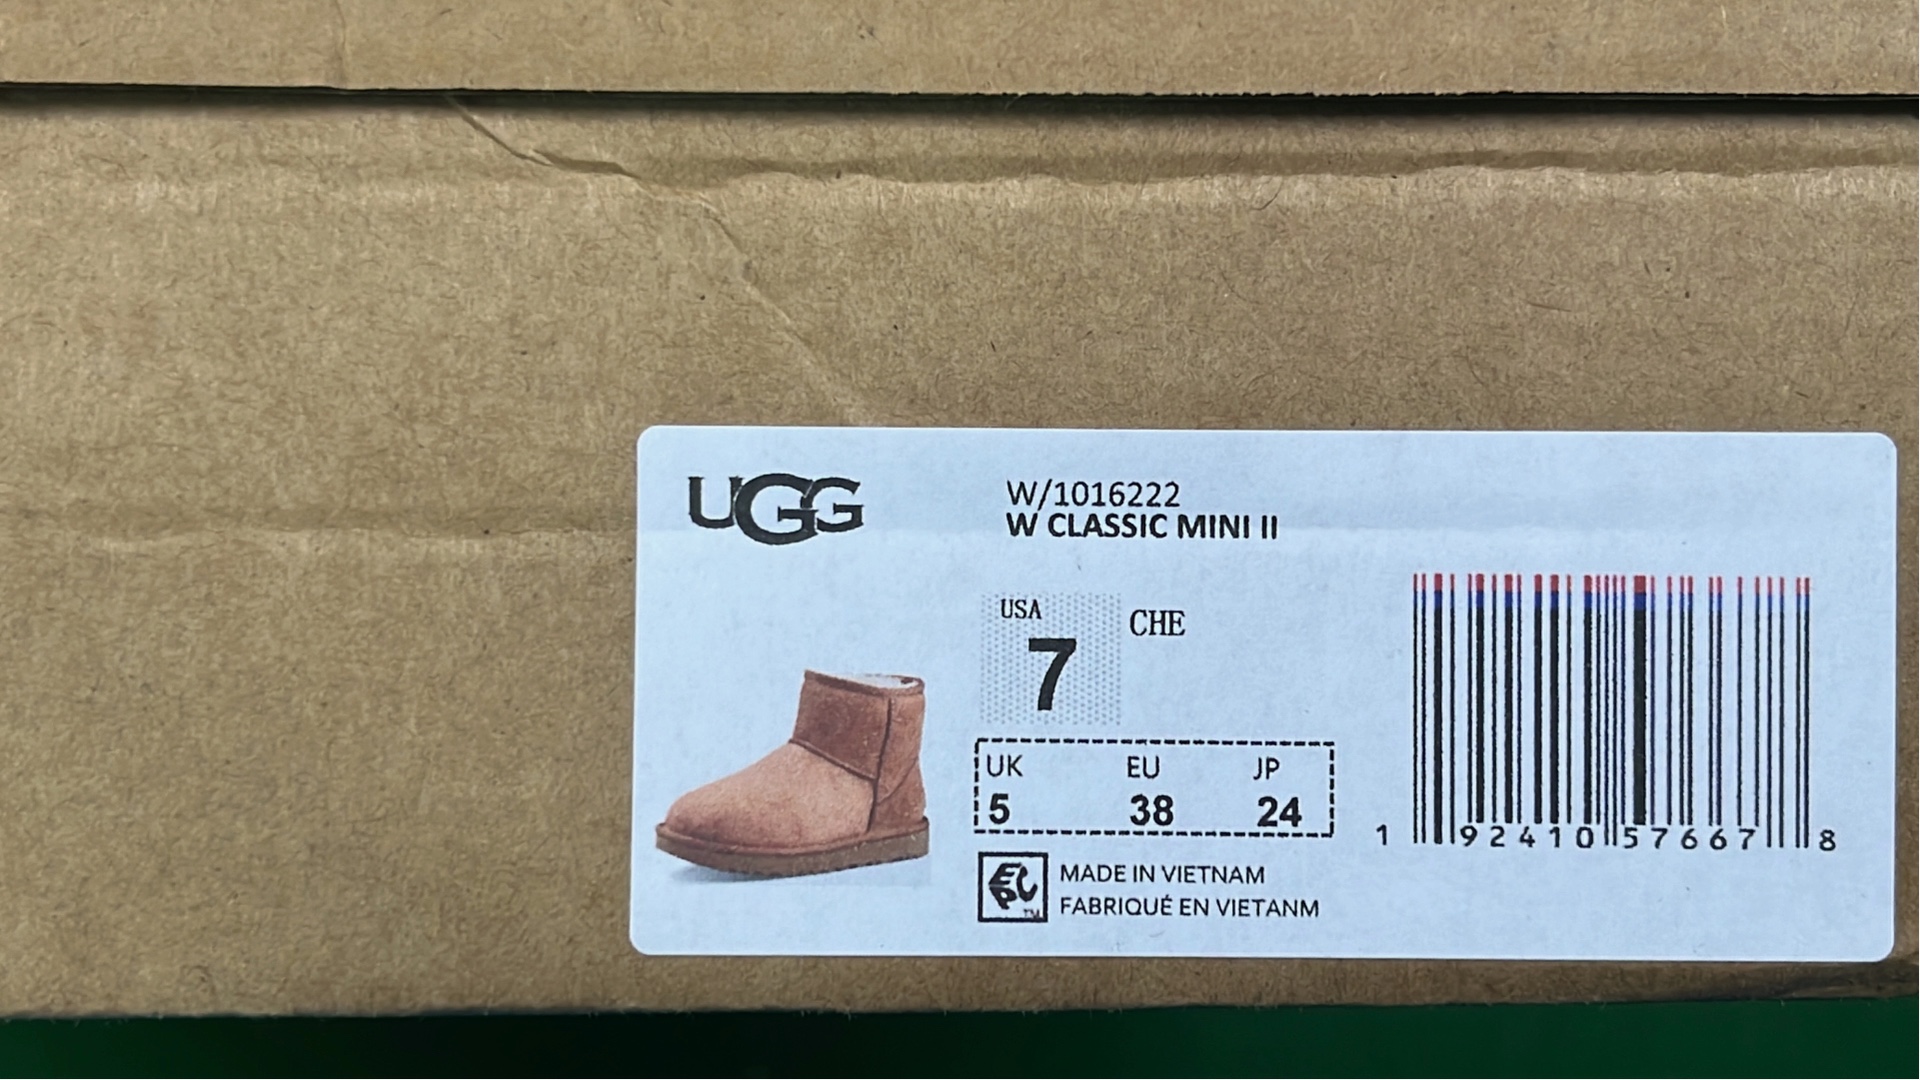 UGG
W/1016222
W CLASSIC MINI II
USA
7
CHE
UK EU JP
5 38 24
MADE IN VIETNAM
FABRIQUÉ EN VIETANM
1 92410 57667 8